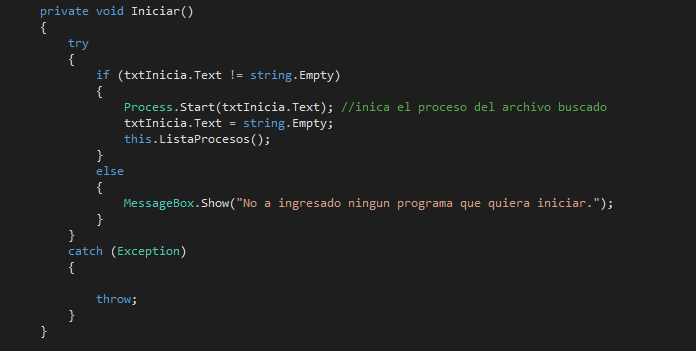 private void Iniciar()
{
try
{
if (txtInicia.Text != string.Empty)
{
Process.Start(txtInicia.Text); //inica el proceso del archivo buscado
txtInicia.Text = string.Empty;
this.ListaProcesos();
}
else
{
MessageBox.Show("No a ingresado ningun programa que quiera iniciar.");
}
}
catch (Exception)
{
throw;
}
}